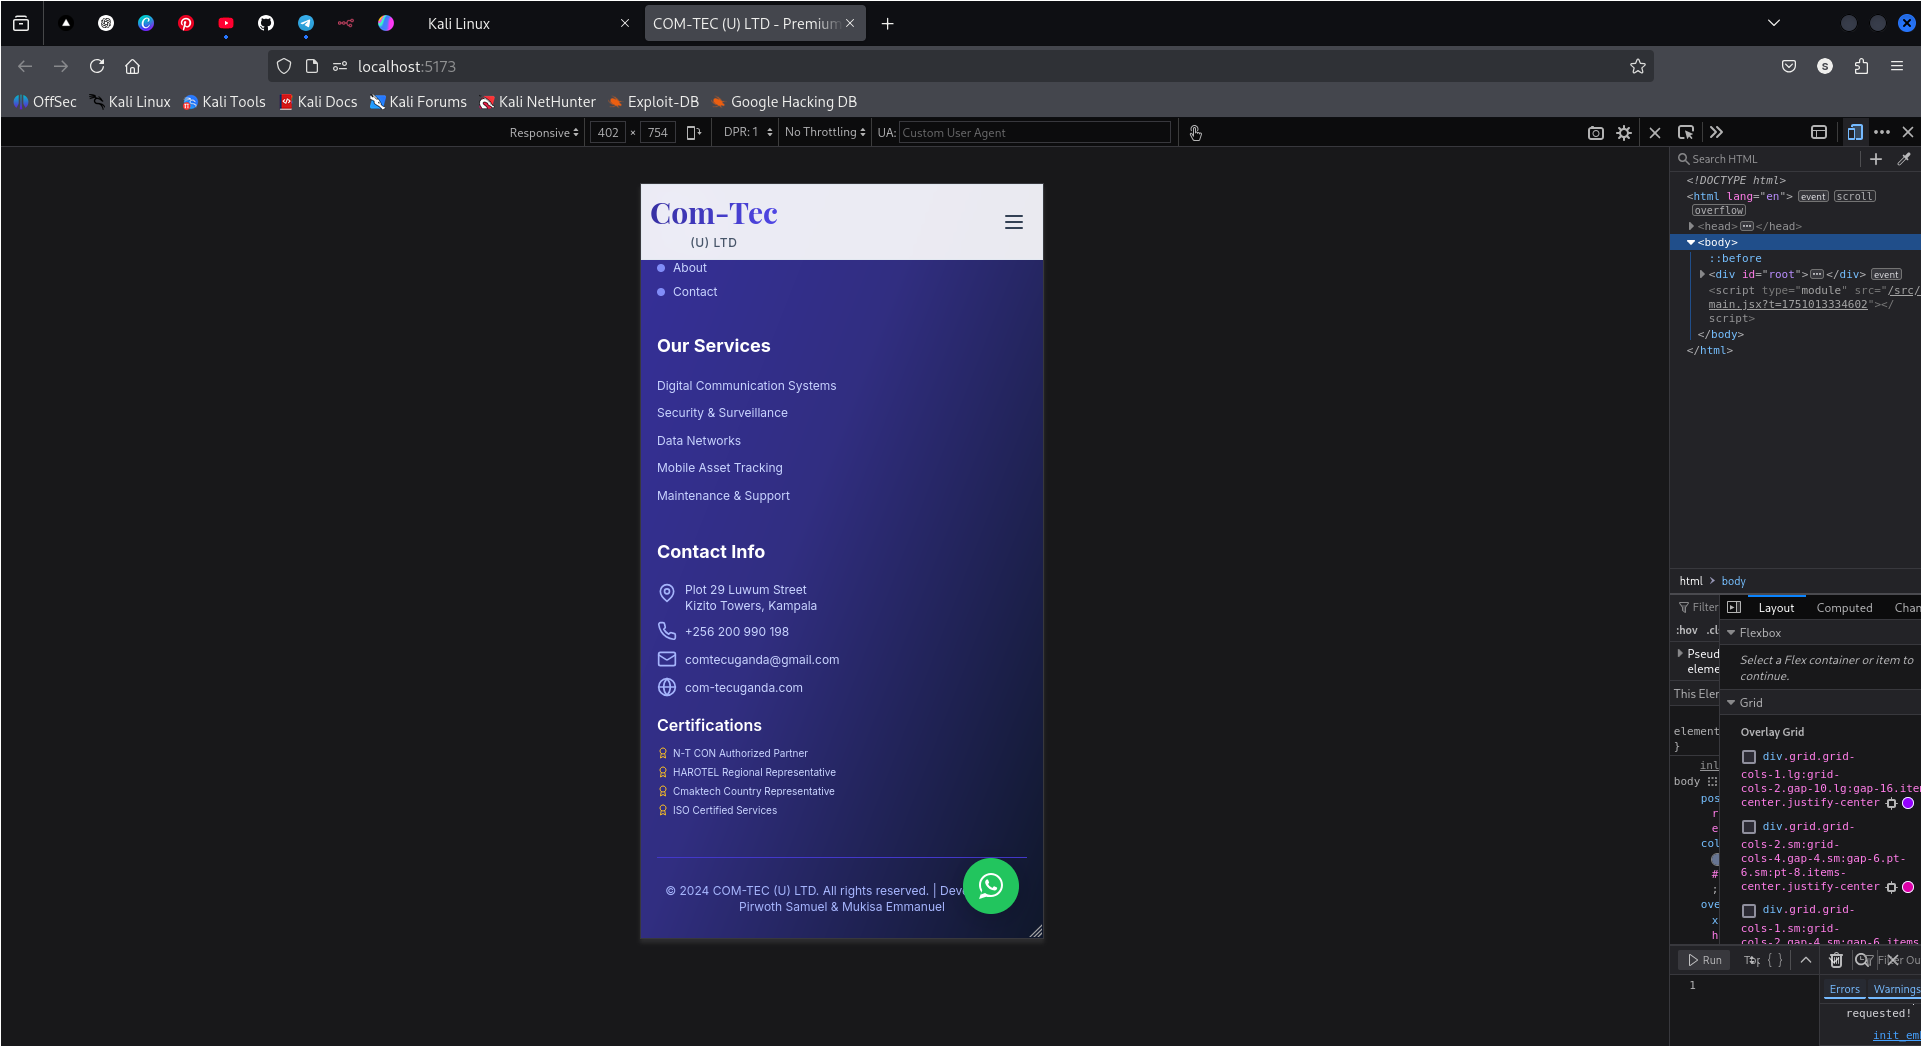 Kali Linux
COM-TEC (U) LTD - Premium
localhost:5173
S
OffSec
Kali Linux
Kali Tools
Kali Docs
Kali Forums
Kali NetHunter
Exploit-DB
Google Hacking DB
Responsive
402 × 754
DPR: 1
No Throttling
UA:
Custom User Agent
Com-Tec
(U) LTD
About
Contact
Our Services
Digital Communication Systems
Security & Surveillance
Data Networks
Mobile Asset Tracking
Maintenance & Support
Contact Info
Plot 29 Luwum Street
Kizito Towers, Kampala
+256 200 990 198
comtecuganda@gmail.com
com-tecuganda.com
Certifications
N-T CON Authorized Partner
HAROTEL Regional Representative
Cmaktech Country Representative
ISO Certified Services
© 2024 COM-TEC (U) LTD. All rights reserved. | Dev
Pirwoth Samuel & Mukisa Emmanuel
Search HTML
<!DOCTYPE html>
<html lang="en"> event scroll
overflow
<head> ••• </head>
<body>
::before
<div id="root"> ••• </div> event
<script type="module" src="/src/
main.jsx?t=1751013334602"></
script>
</body>
</html>
html > body
Filter
:hov .cl
Pseud
eleme
This Eler
element
}
inl
body
pos
r
e
col
#
;
ove
x
h
Layout
Computed
Chan
Flexbox
Select a Flex container or item to
continue.
Grid
Overlay Grid
div.grid.grid-
cols-1.lg:grid-
cols-2.gap-10.lg:gap-16.item
center.justify-center
div.grid.grid-
cols-2.sm:grid-
cols-4.gap-4.sm:gap-6.pt-
6.sm:pt-8.items-
center.justify-center
div.grid.grid-
cols-1.sm:grid-
cols-2.gap-4.sm:gap-6.items
Run
{ }
1
Errors
Warnings
requested!
init_em